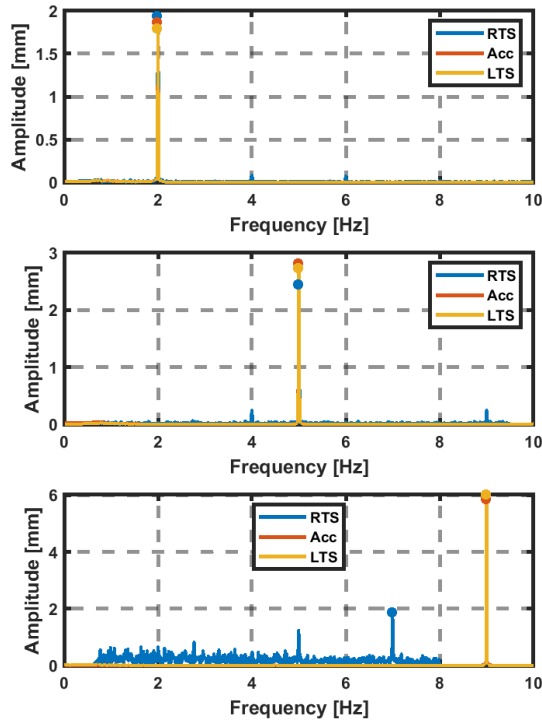 2
1.5
1
0.5
0
Amplitude [mm]
RTS
Acc
LTS
0 2 4 6 8 10
Frequency [Hz]
3
2
1
0
Amplitude [mm]
RTS
Acc
LTS
0 2 4 6 8 10
Frequency [Hz]
6
4
2
0
Amplitude [mm]
RTS
Acc
LTS
0 2 4 6 8 10
Frequency [Hz]